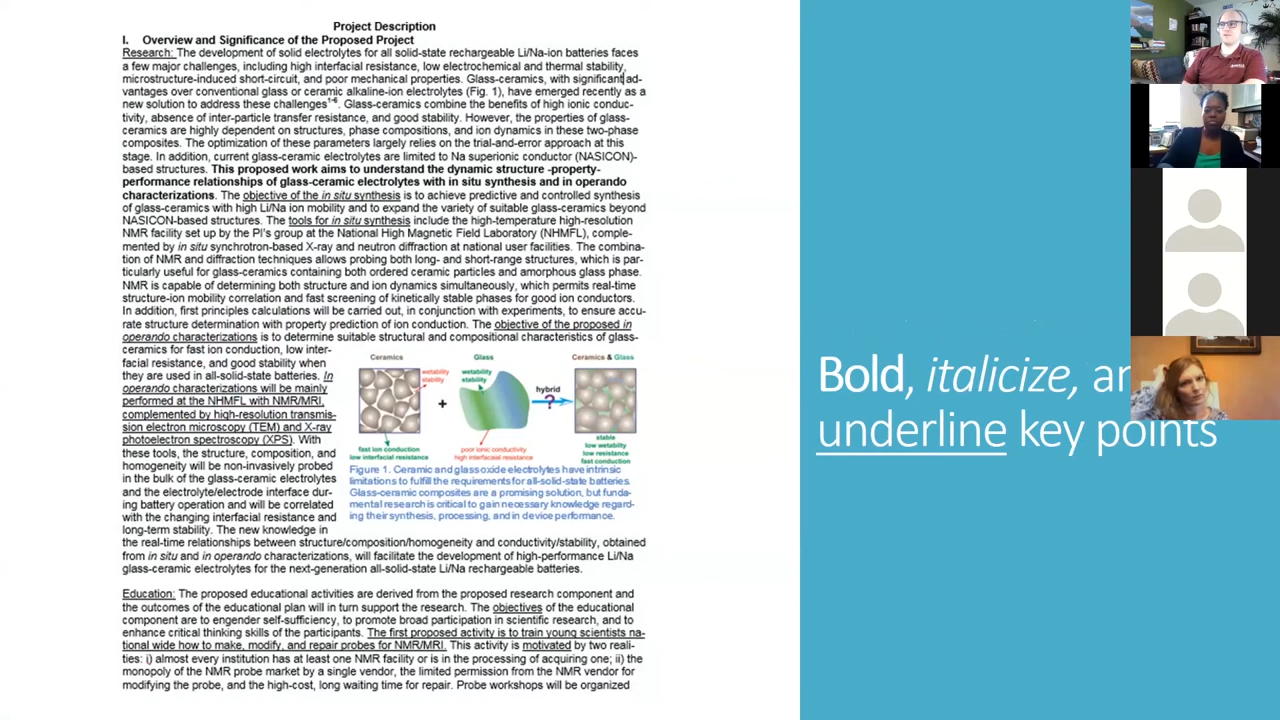 Project Description
I. Overview and Significance of the Proposed Project
Research: The development of solid electrolytes for all solid-state rechargeable Li/Na-ion batteries faces
a few major challenges, including high interfacial resistance, low electrochemical and thermal stability,
microstructure-induced short-circuit, and poor mechanical properties. Glass-ceramics, with significant ad-
vantages over conventional glass or ceramic alkaline-ion electrolytes (Fig. 1), have emerged recently as a
new solution to address these challenges1-6. Glass-ceramics combine the benefits of high ionic conduc-
tivity, absence of inter-particle transfer resistance, and good stability. However, the properties of glass-
ceramics are highly dependent on structures, phase compositions, and ion dynamics in these two-phase
composites. The optimization of these parameters largely relies on the trial-and-error approach at this
stage. In addition, current glass-ceramic electrolytes are limited to Na superionic conductor (NASICON)-
based structures. This proposed work aims to understand the dynamic structure -property-
performance relationships of glass-ceramic electrolytes with in situ synthesis and in operando
characterizations. The objective of the in situ synthesis is to achieve predictive and controlled synthesis
of glass-ceramics with high Li/Na ion mobility and to expand the variety of suitable glass-ceramics beyond
NASICON-based structures. The tools for in situ synthesis include the high-temperature high-resolution
NMR facility set up by the PI's group at the National High Magnetic Field Laboratory (NHMFL), comple-
mented by in situ synchrotron-based X-ray and neutron diffraction at national user facilities. The combina-
tion of NMR and diffraction techniques allows probing both long- and short-range structures, which is par-
ticularly useful for glass-ceramics containing both ordered ceramic particles and amorphous glass phase.
NMR is capable of determining both structure and ion dynamics simultaneously, which permits real-time
structure-ion mobility correlation and fast screening of kinetically stable phases for good ion conductors.
In addition, first principles calculations will be carried out, in conjunction with experiments, to ensure accu-
rate structure determination with property prediction of ion conduction. The objective of the proposed in
operando characterizations is to determine suitable structural and compositional characteristics of glass-
ceramics for fast ion conduction, low inter-
facial resistance, and good stability when
they are used in all-solid-state batteries. In
operando characterizations will be mainly
performed at the NHMFL with NMR/MRI,
complemented by high-resolution transmis-
sion electron microscopy (TEM) and X-ray
photoelectron spectroscopy (XPS). With
these tools, the structure, composition, and
homogeneity will be non-invasively probed
in the bulk of the glass-ceramic electrolytes
and the electrolyte/electrode interface dur-
ing battery operation and will be correlated
with the changing interfacial resistance and
long-term stability. The new knowledge in
Ceramics
Glass
Ceramics & Glass
wetability
stability
wetability
stability
hybrid
+
?
fast ion conduction
low interfacial resistance
poor ionic conductivity
high interfaceial resistance
stable
low wetability
low resistance
fast conduction
Figure 1. Ceramic and glass oxide electrolytes have intrinsic
limitations to fulfill the requirements for all-solid-state batteries.
Glass-ceramic composites are a promising solution, but funda-
mental research is critical to gain necessary knowledge regard-
ing their synthesis, processing, and in device performance.
the real-time relationships between structure/composition/homogeneity and conductivity/stability, obtained
from in situ and in operando characterizations, will facilitate the development of high-performance Li/Na
glass-ceramic electrolytes for the next-generation all-solid-state Li/Na rechargeable batteries.
Education: The proposed educational activities are derived from the proposed research component and
the outcomes of the educational plan will in turn support the research. The objectives of the educational
component are to engender self-sufficiency, to promote broad participation in scientific research, and to
enhance critical thinking skills of the participants. The first proposed activity is to train young scientists na-
tional wide how to make, modify, and repair probes for NMR/MRI. This activity is motivated by two reali-
ties: i) almost every institution has at least one NMR facility or is in the processing of acquiring one; ii) the
monopoly of the NMR probe market by a single vendor, the limited permission from the NMR vendor for
modifying the probe, and the high-cost, long waiting time for repair. Probe workshops will be organized
Bold, italicize, an
underline key points